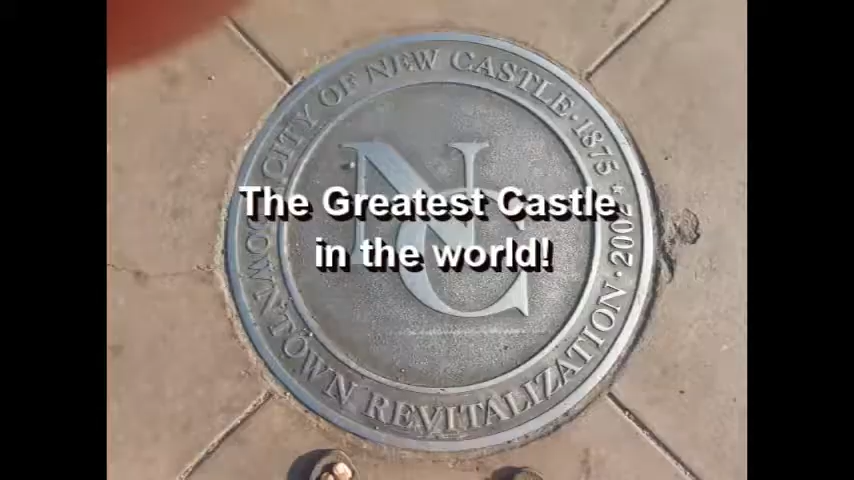 CITY OF NEW CASTLE · 1875 * 2002 ·
DOWNTOWN REVITALIZATION
NC
The Greatest Castle
in the world!